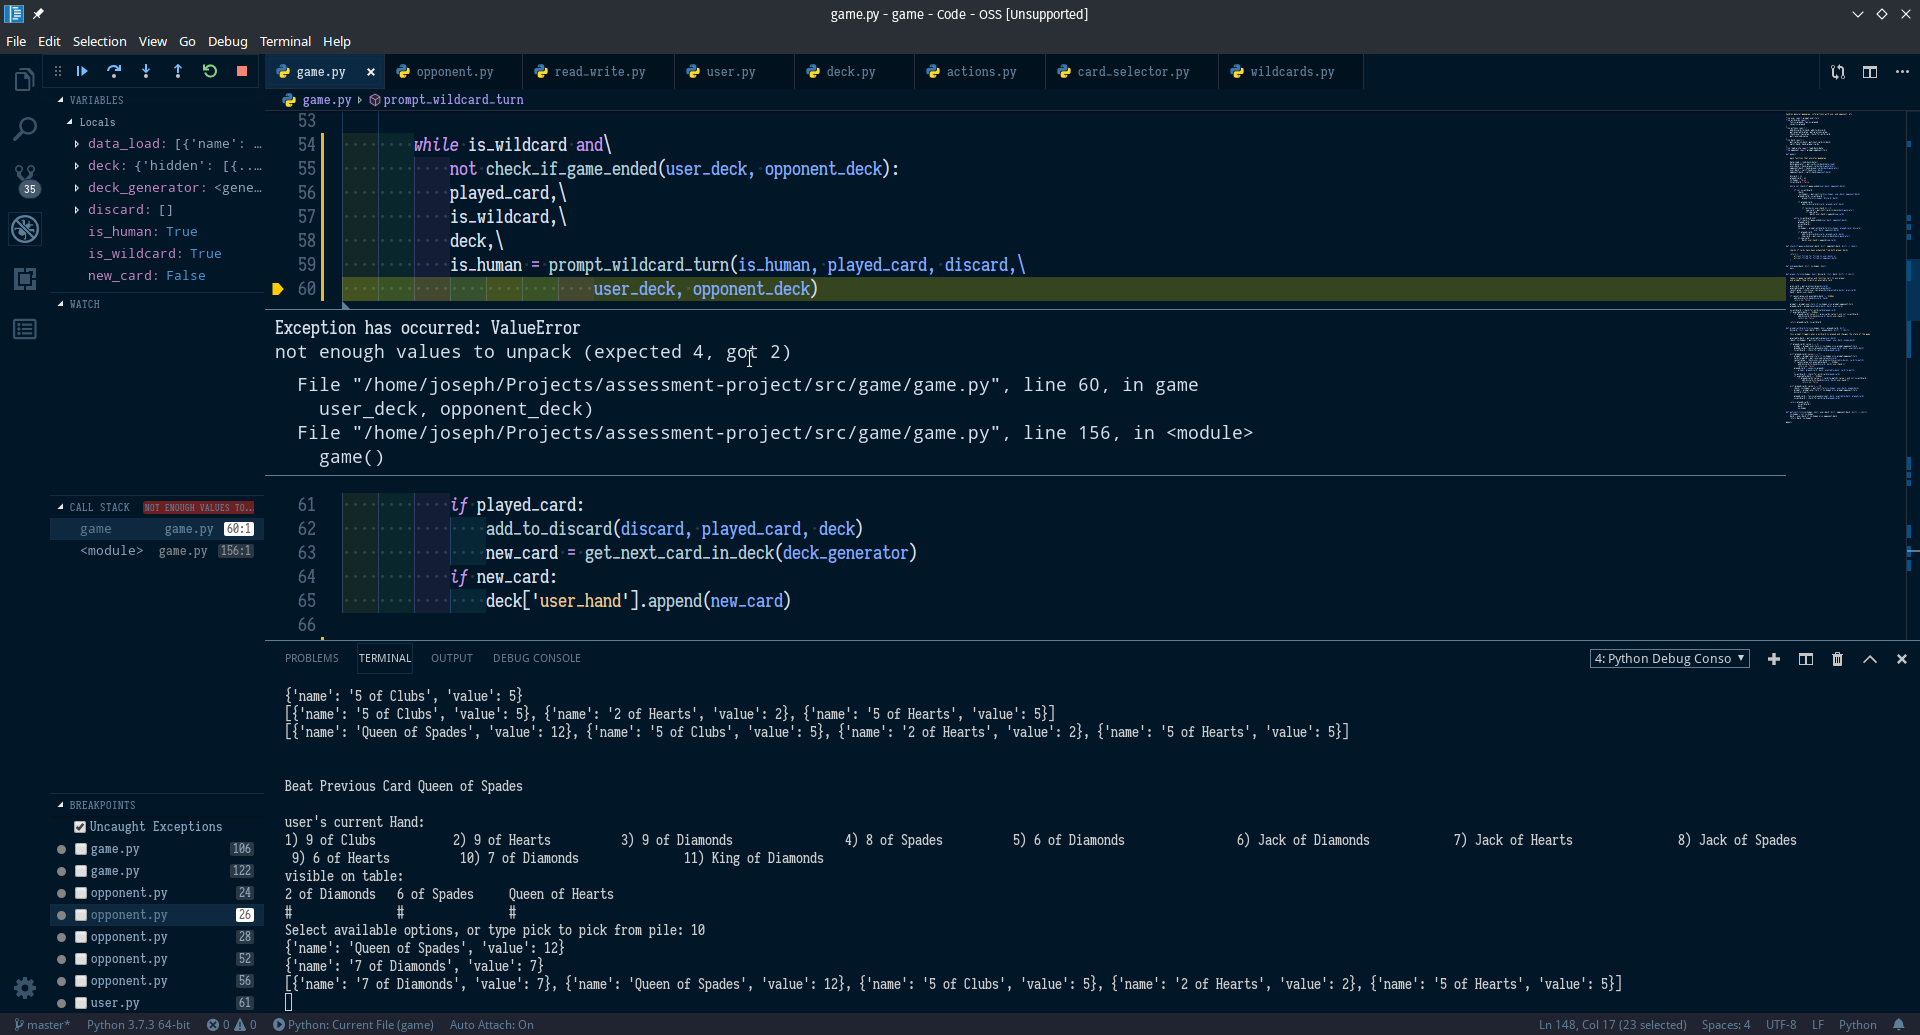 game.py - game - Code - OSS [Unsupported]
File Edit Selection View Go Debug Terminal Help
game.py opponent.py read_write.py user.py deck.py actions.py card_selector.py wildcards.py
game.py prompt_wildcard_turn
VARIABLES
Locals
data_load: [{'name': …
deck: {'hidden': [{...
deck_generator: <gene…
discard: []
is_human: True
is_wildcard: True
new_card: False
WATCH
35
53
54 while is_wildcard and\
55 not check_if_game_ended(user_deck, opponent_deck):
56 played_card,\
57 is_wildcard,\
58 deck,\
59 is_human = prompt_wildcard_turn(is_human, played_card, discard,\
60 user_deck, opponent_deck)
Exception has occurred: ValueError
not enough values to unpack (expected 4, got 2)
File "/home/joseph/Projects/assessment-project/src/game/game.py", line 60, in game
user_deck, opponent_deck)
File "/home/joseph/Projects/assessment-project/src/game/game.py", line 156, in <module>
game()
61 if played_card:
62 add_to_discard(discard, played_card, deck)
63 new_card = get_next_card_in_deck(deck_generator)
64 if new_card:
65 deck['user_hand'].append(new_card)
66
CALL STACK NOT ENOUGH VALUES TO…
game game.py 60:1
<module> game.py 156:1
BREAKPOINTS
Uncaught Exceptions
game.py 106
game.py 122
opponent.py 24
opponent.py 26
opponent.py 28
opponent.py 52
opponent.py 56
user.py 61
PROBLEMS TERMINAL OUTPUT DEBUG CONSOLE 4: Python Debug Conso
{'name': '5 of Clubs', 'value': 5}
[{'name': '5 of Clubs', 'value': 5}, {'name': '2 of Hearts', 'value': 2}, {'name': '5 of Hearts', 'value': 5}]
[{'name': 'Queen of Spades', 'value': 12}, {'name': '5 of Clubs', 'value': 5}, {'name': '2 of Hearts', 'value': 2}, {'name': '5 of Hearts', 'value': 5}]
Beat Previous Card Queen of Spades
user's current Hand:
1) 9 of Clubs 2) 9 of Hearts 3) 9 of Diamonds 4) 8 of Spades 5) 6 of Diamonds 6) Jack of Diamonds 7) Jack of Hearts 8) Jack of Spades
9) 6 of Hearts 10) 7 of Diamonds 11) King of Diamonds
visible on table:
2 of Diamonds 6 of Spades Queen of Hearts
# # #
Select available options, or type pick to pick from pile: 10
{'name': 'Queen of Spades', 'value': 12}
{'name': '7 of Diamonds', 'value': 7}
[{'name': '7 of Diamonds', 'value': 7}, {'name': 'Queen of Spades', 'value': 12}, {'name': '5 of Clubs', 'value': 5}, {'name': '2 of Hearts', 'value': 2}, {'name': '5 of Hearts', 'value': 5}]
master* Python 3.7.3 64-bit 0 0 Python: Current File (game) Auto Attach: On Ln 148, Col 17 (23 selected) Spaces: 4 UTF-8 LF Python